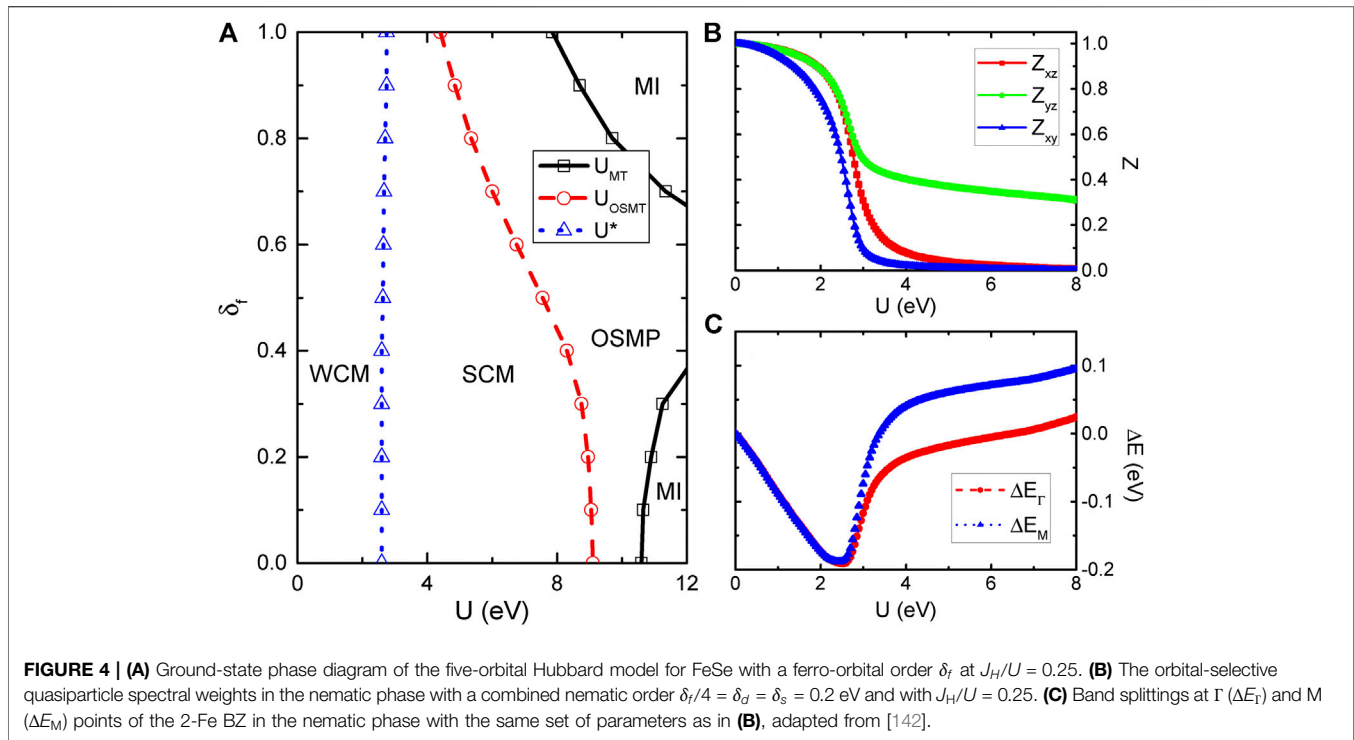 A
1.0
0.8
0.6
0.4
0.2
0.0
δf
0
4
8
12
U (eV)
WCM
SCM
OSMP
MI
MI
UMT
UOSMT
U*
B
Zxz
Zyz
Zxy
1.0
0.8
0.6
0.4
0.2
0.0
Z
0
2
4
6
8
U (eV)
C
0.1
0.0
-0.1
-0.2
ΔE (eV)
ΔEΓ
ΔEM
0
2
4
6
8
U (eV)
FIGURE 4 | (A) Ground-state phase diagram of the five-orbital Hubbard model for FeSe with a ferro-orbital order δf at JH/U = 0.25. (B) The orbital-selective
quasiparticle spectral weights in the nematic phase with a combined nematic order δf/4 = δd = δs = 0.2 eV and with JH/U = 0.25. (C) Band splittings at Γ (ΔEΓ) and M
(ΔEM) points of the 2-Fe BZ in the nematic phase with the same set of parameters as in (B), adapted from [142].